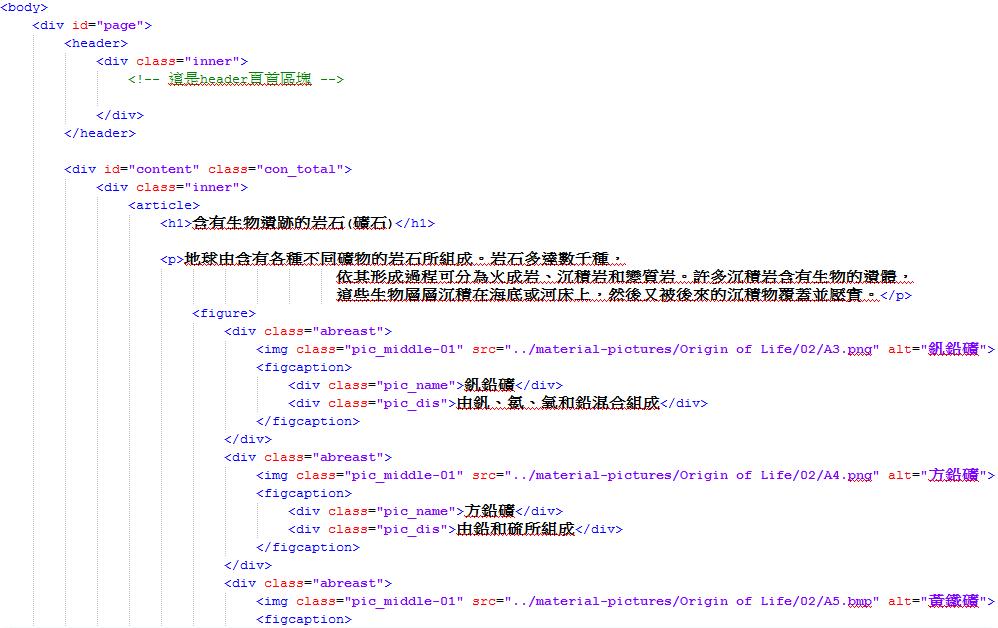 <body>
<div id="page">
<header>
<div class="inner">
<!-- 這是header頁首區塊 -->
</div>
</header>
<div id="content" class="con_total">
<div class="inner">
<article>
<h1>含有生物遺跡的岩石(礦石)</h1>
<p>地球由含有各種不同礦物的岩石所組成。岩石多達數千種，
依其形成過程可分為火成岩、沉積岩和變質岩。許多沉積岩含有生物的遺體，
這些生物層層沉積在海底或河床上，然後又被後來的沉積物覆蓋並壓實。</p>
<figure>
<div class="abreast">
<img class="pic_middle-01" src="../material-pictures/Origin of Life/02/A3.png" alt="釩鉛礦">
<figcaption>
<div class="pic_name">釩鉛礦</div>
<div class="pic_dis">由釩、氬、氧和鉛混合組成</div>
</figcaption>
</div>
<div class="abreast">
<img class="pic_middle-01" src="../material-pictures/Origin of Life/02/A4.png" alt="方鉛礦">
<figcaption>
<div class="pic_name">方鉛礦</div>
<div class="pic_dis">由鉛和硫所組成</div>
</figcaption>
</div>
<div class="abreast">
<img class="pic_middle-01" src="../material-pictures/Origin of Life/02/A5.bmp" alt="黃鐵礦">
<figcaption>